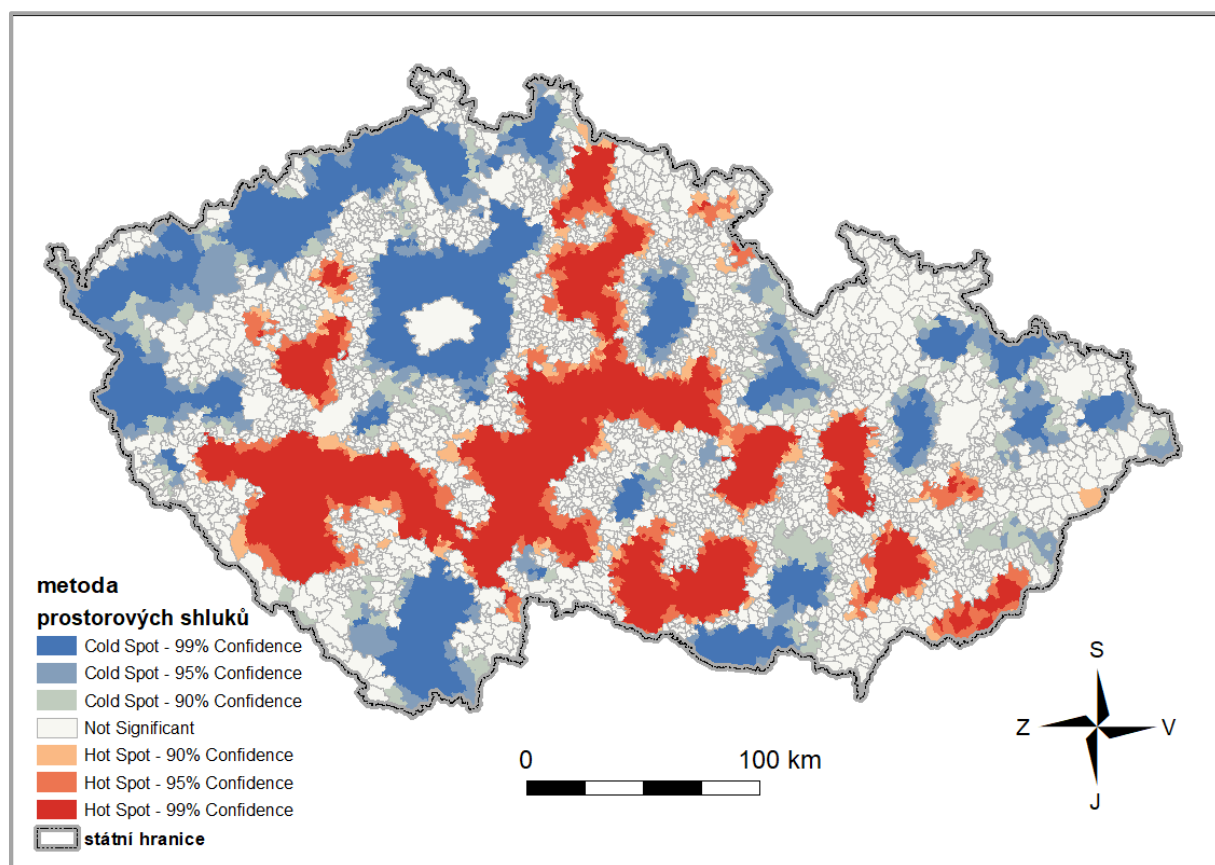 metoda
prostorových shluků
Cold Spot - 99% Confidence
Cold Spot - 95% Confidence
Cold Spot - 90% Confidence
Not Significant
Hot Spot - 90% Confidence
Hot Spot - 95% Confidence
Hot Spot - 99% Confidence
státní hranice
0 100 km
S
Z V
J